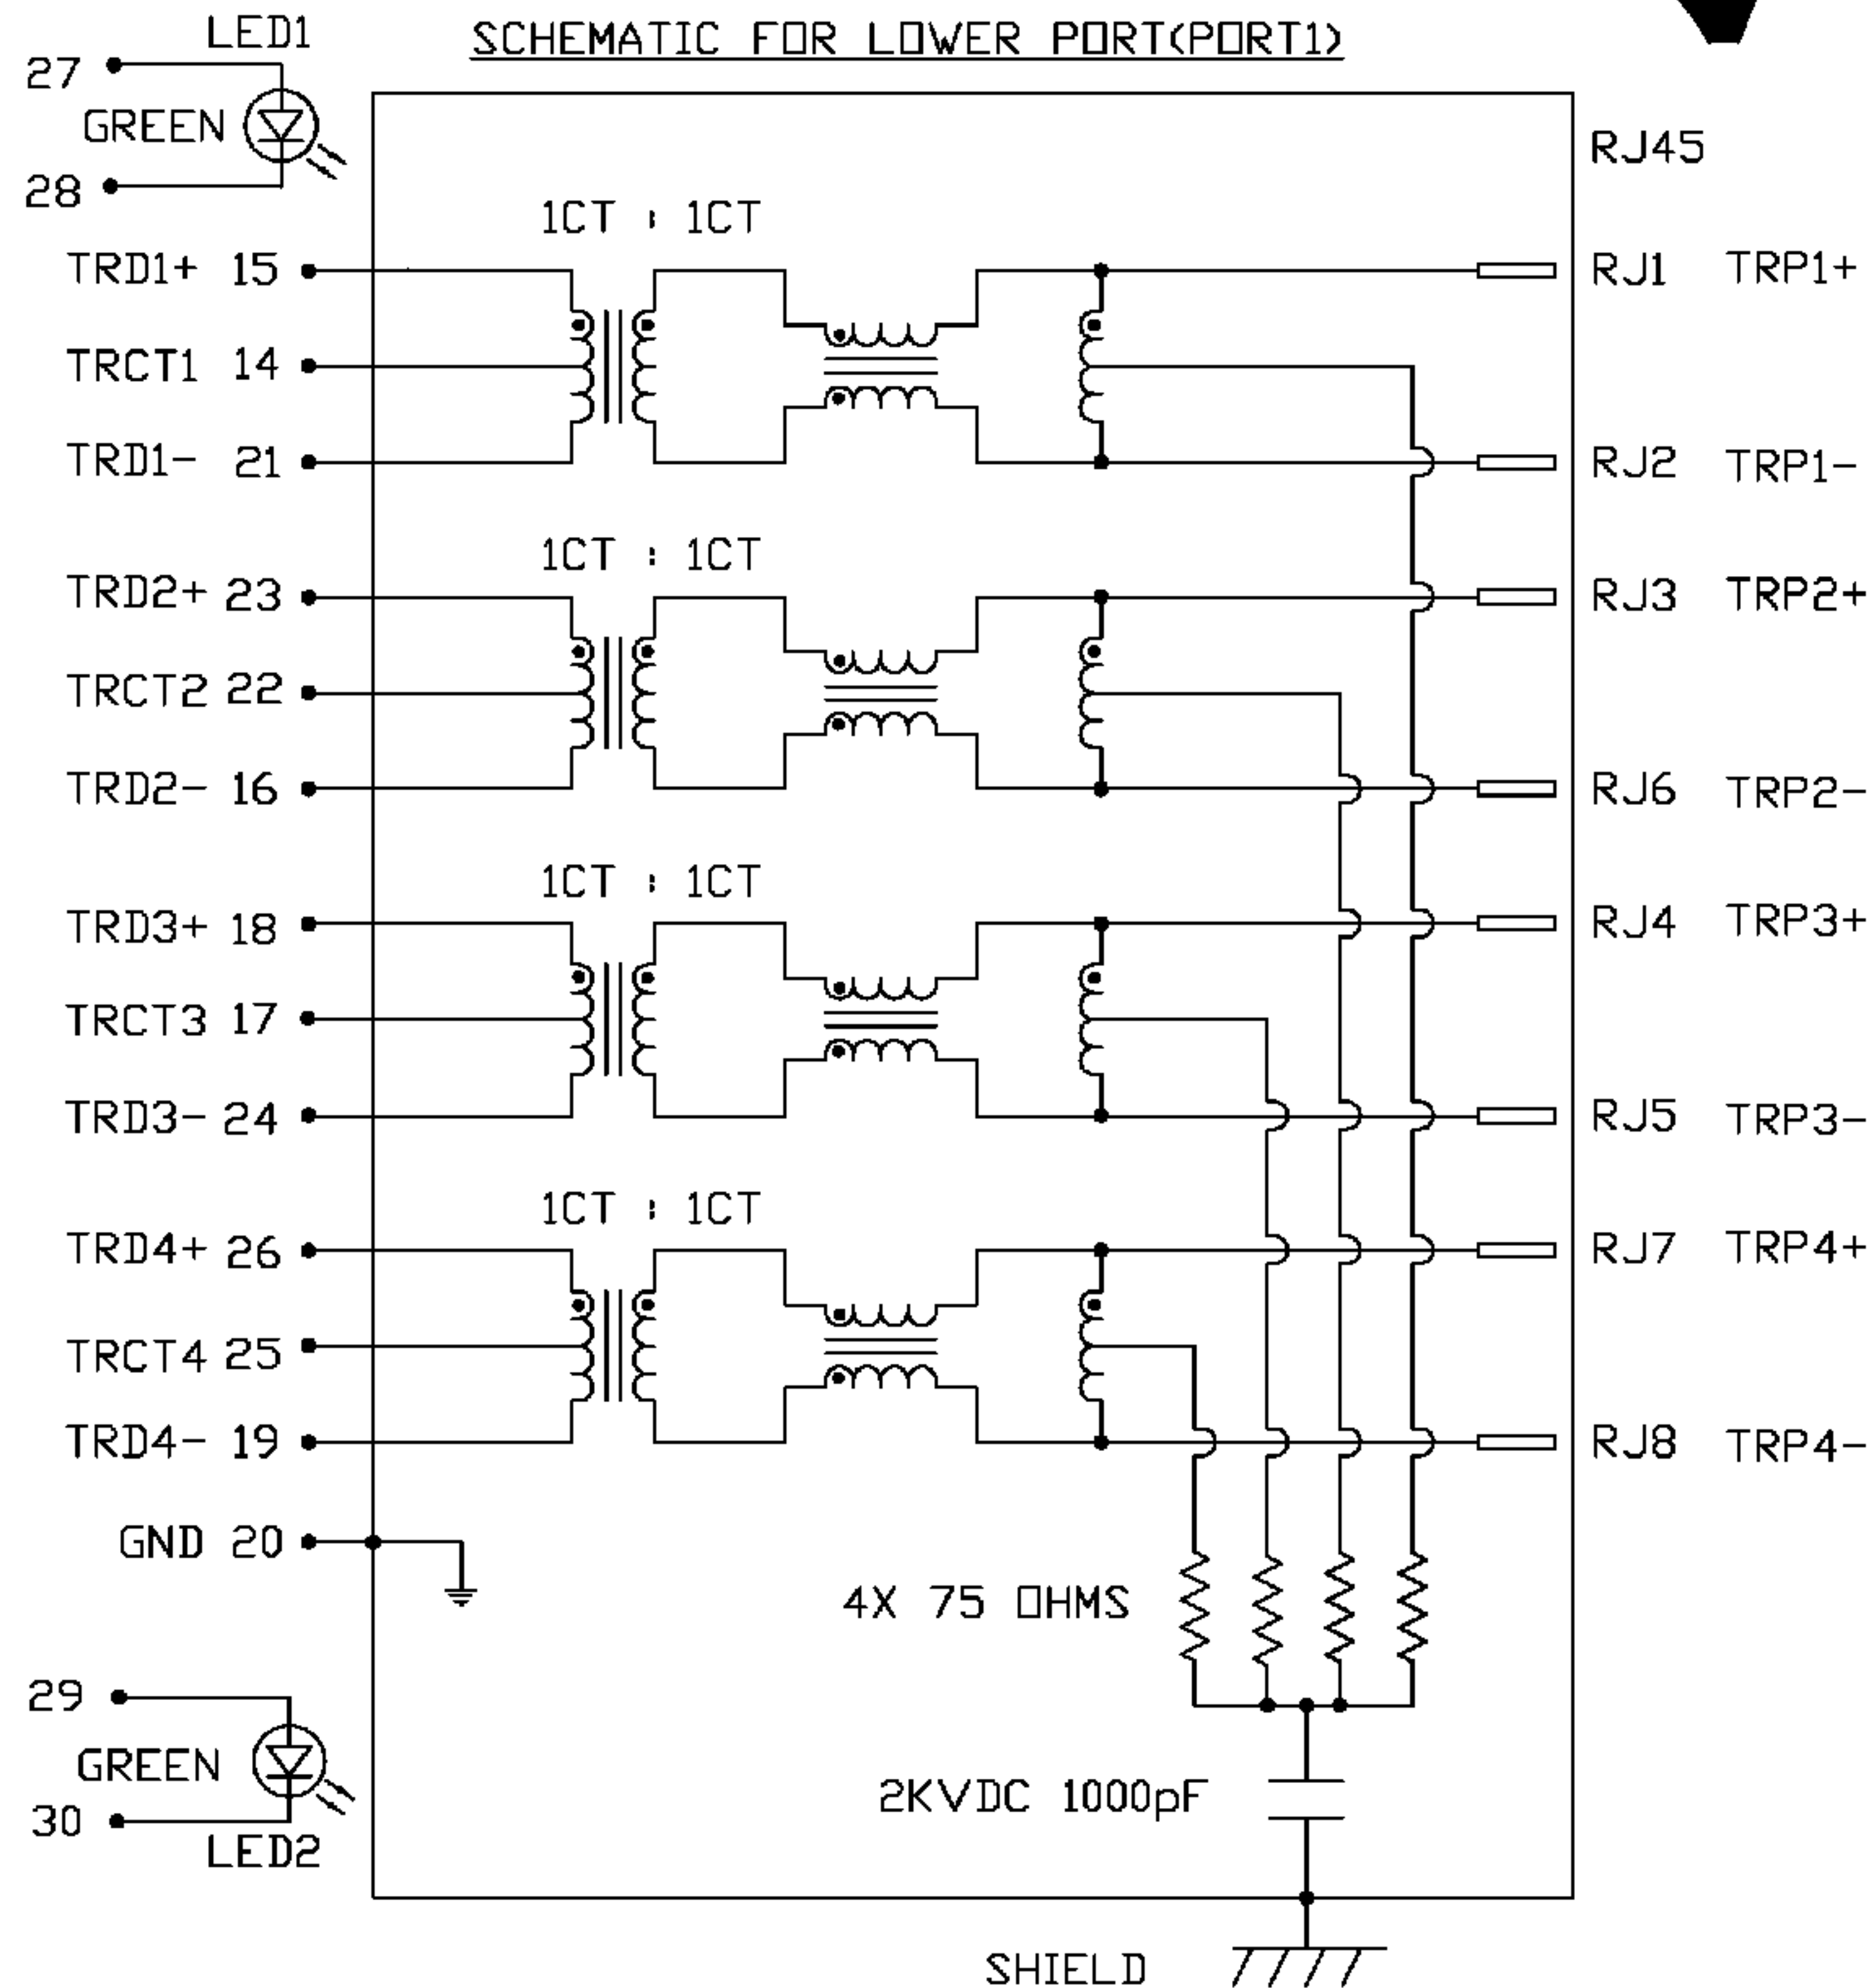 LED1 SCHEMATIC FOR LOWER PORT(PORT1)
27
GREEN
RJ45
28
1CT : 1CT
TRD1+ 15 RJ1 TRP1+
TRCT1 14
TRD1- 21 RJ2 TRP1-
1CT : 1CT
TRD2+ 23 RJ3 TRP2+
TRCT2 22
TRD2- 16 RJ6 TRP2-
1CT : 1CT
TRD3+ 18 RJ4 TRP3+
TRCT3 17
TRD3- 24 RJ5 TRP3-
1CT : 1CT
TRD4+ 26 RJ7 TRP4+
TRCT4 25
TRD4- 19 RJ8 TRP4-
GND 20
4X 75 OHMS
29
GREEN
2KVDC 1000pF
30
LED2
SHIELD